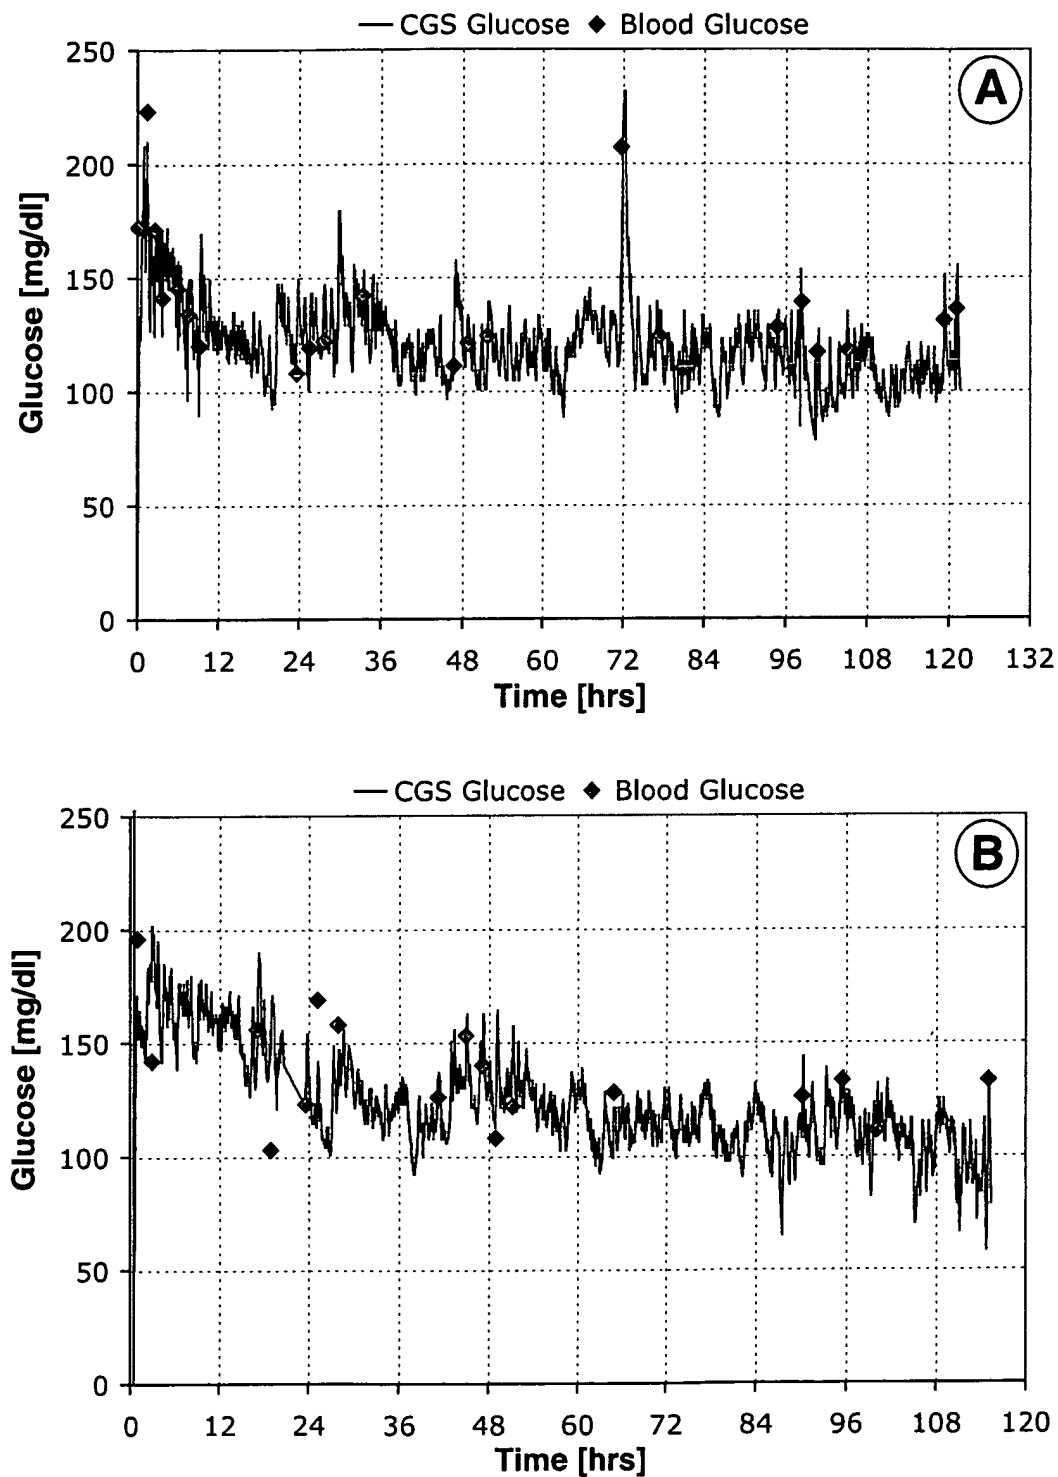 CGS Glucose Blood Glucose
A
250
200
150
100
50
0
Glucose [mg/dl]
0 12 24 36 48 60 72 84 96 108 120 132
Time [hrs]
CGS Glucose Blood Glucose
B
250
200
150
100
50
0
Glucose [mg/dl]
0 12 24 36 48 60 72 84 96 108 120
Time [hrs]